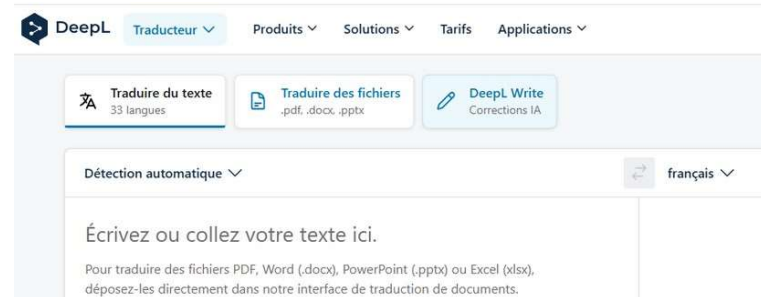 DeepL Traducteur Produits Solutions Tarifs Applications
Traduire du texte Traduire des fichiers DeepL Write
33 langues .pdf, .docx, .pptx Corrections IA
Détection automatique français
Écrivez ou collez votre texte ici.
Pour traduire des fichiers PDF, Word (.docx), PowerPoint (.pptx) ou Excel (xlsx),
déposez-les directement dans notre interface de traduction de documents.